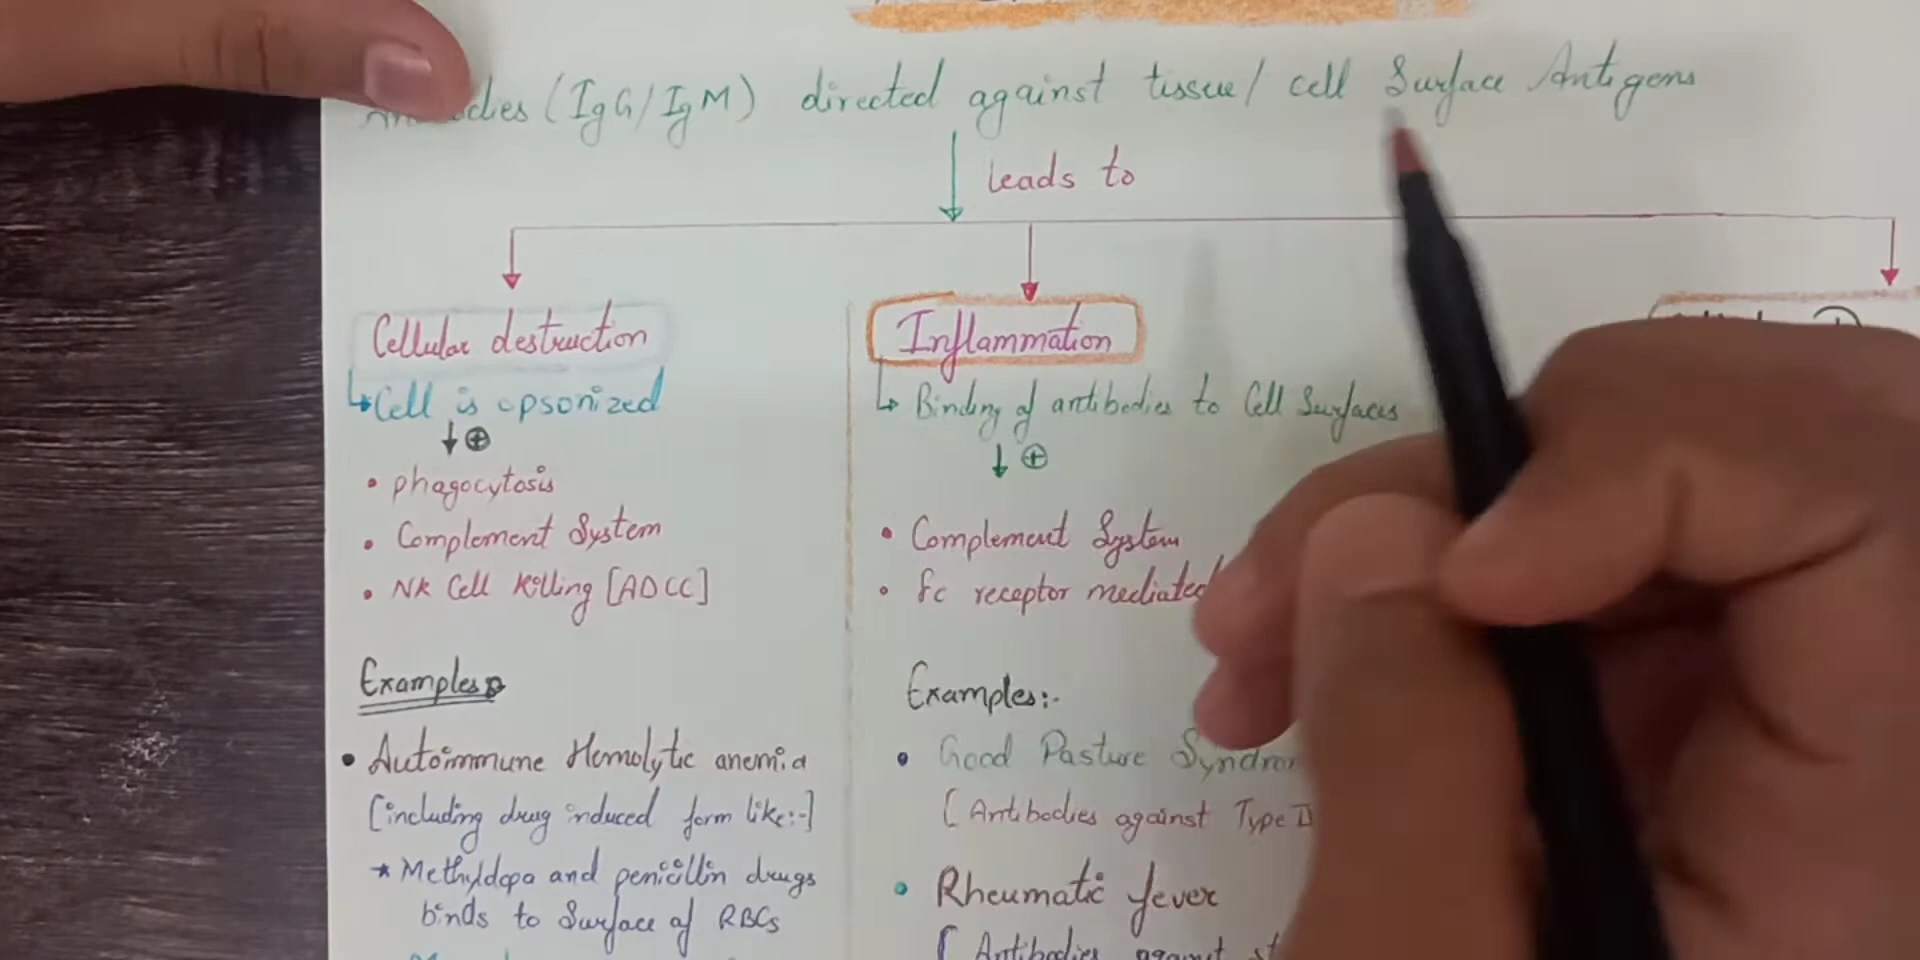 (IgG/IgM) directed against tissue/ cell Surface Antigens
leads to
Cellular destruction
Cell is opsonized
• phagocytosis
• Complement System
• NK Cell Killing [ADCC]
Examples
• Autoimmune Hemolytic anemia
[including drug induced form like:-]
* Methyldopa and penicillin drugs
binds to Surface of RBCs
Inflammation
Binding of antibodies to Cell Surfaces
• Complement System
• Fc receptor mediated
Examples:-
• Good Pasture
[Antibodies against Type
• Rheumatic fever
[Antibodies against